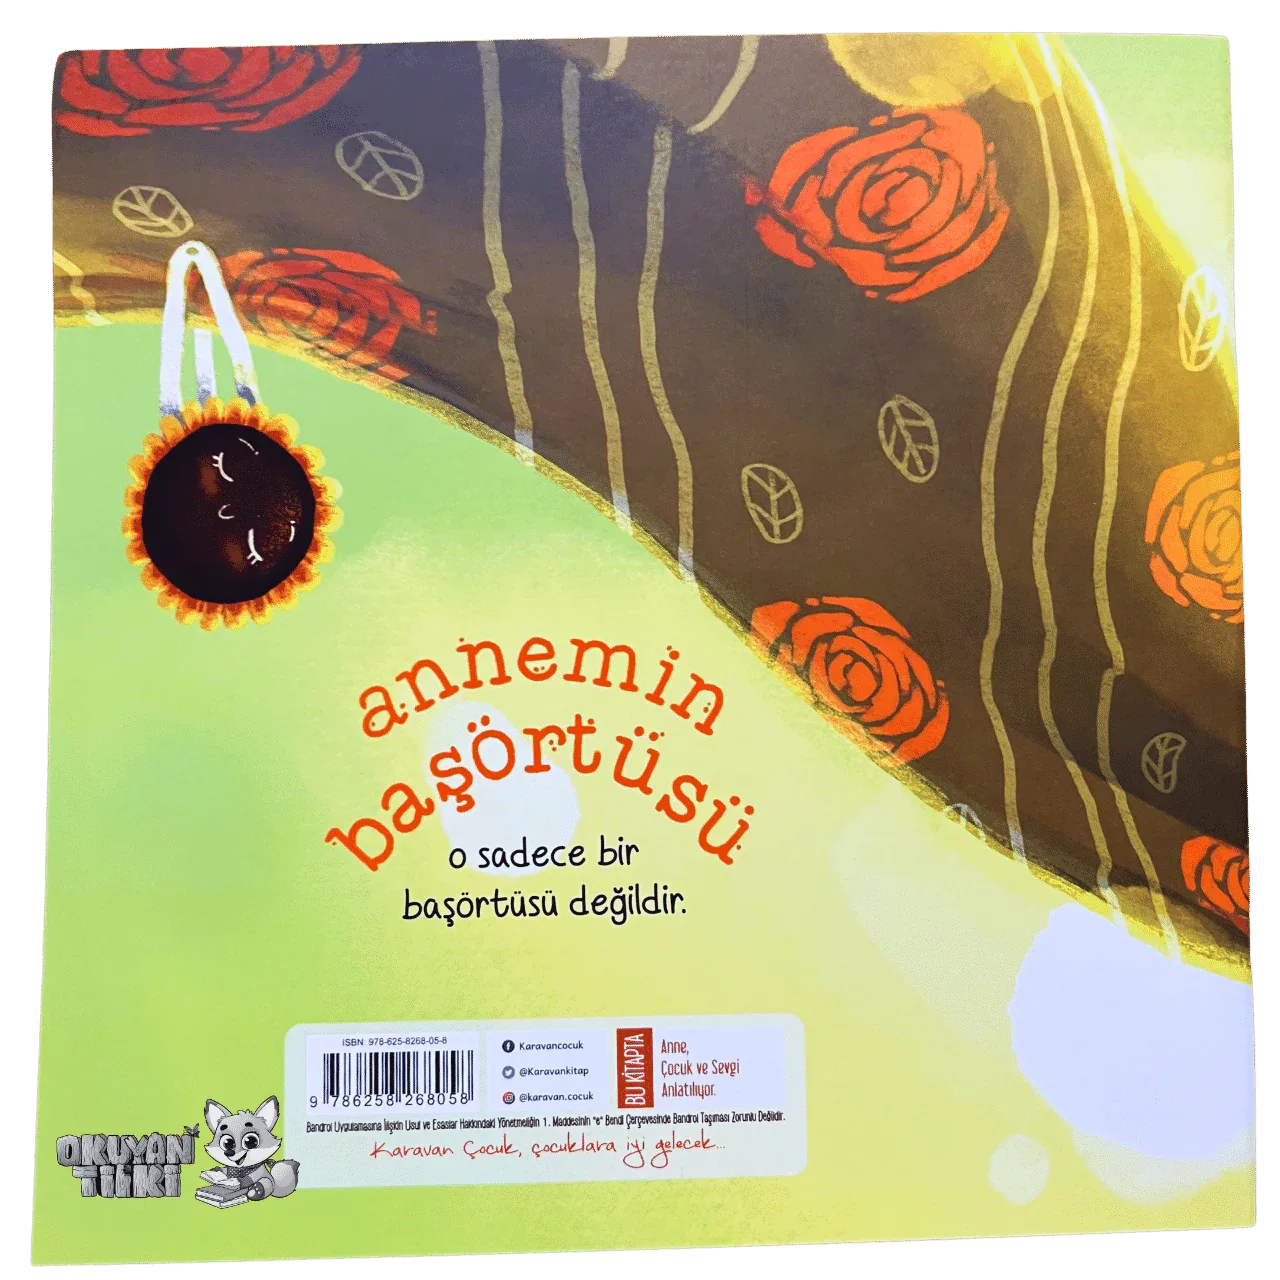 annemin
başörtüsü
o sadece bir
başörtüsü değildir.
ISBN 978-625-8268-05-8
9 786258 268058
Karavancocuk
@Karavankitap
@karavan.cocuk
BU KİTAPTA
Anne,
Çocuk ve Sevgi
Anlatılıyor.
Bandrol Uygulamasına İlişkin Usul ve Esaslar Hakkındaki Yönetmeliğin 1. Maddesinin "e" Bendi Çerçevesinde Bandrol Taşıması Zorunlu Değildir.
Karavan Çocuk, çocuklara iyi gelecek...
OKUYAN
TİLKİ